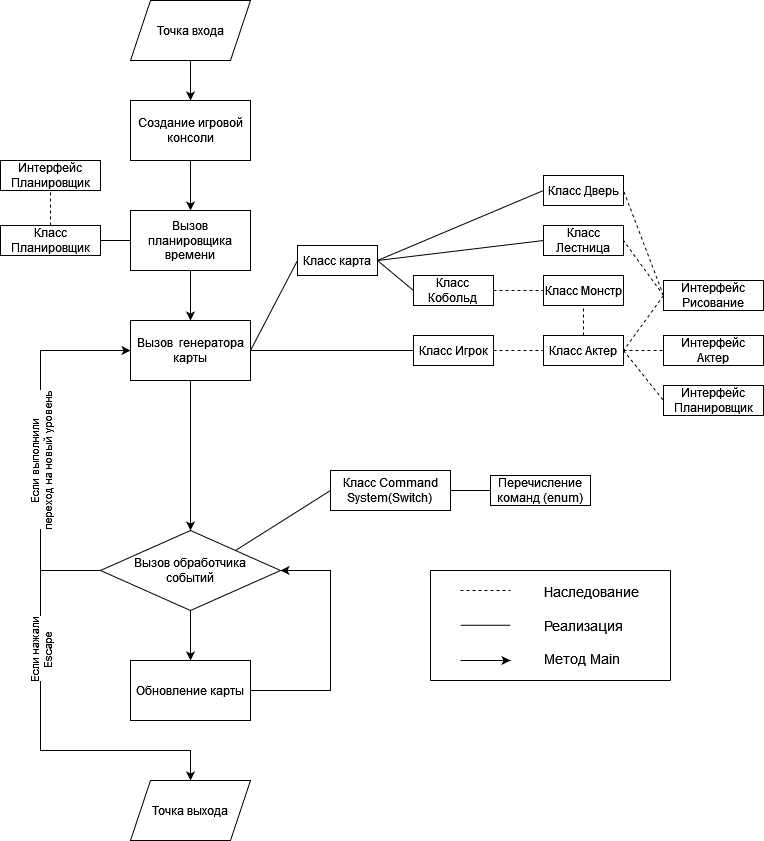 Точка входа
Создание игровой
консоли
Интерфейс
Планировщик
Класс
Планировщик
Вызов
планировщика
времени
Класс карта
Класс Дверь
Класс
Лестница
Класс
Кобольд
Класс Монстр
Интерфейс
Рисование
Вызов генератора
карты
Класс Игрок
Класс Актер
Интерфейс
Актер
Интерфейс
Планировщик
Если выполнили
переход на новый уровень
Класс Command
System(Switch)
Перечисление
команд (enum)
Вызов обработчика
событий
Наследование
Реализация
Метод Main
Если нажали
Escape
Обновление карты
Точка выхода